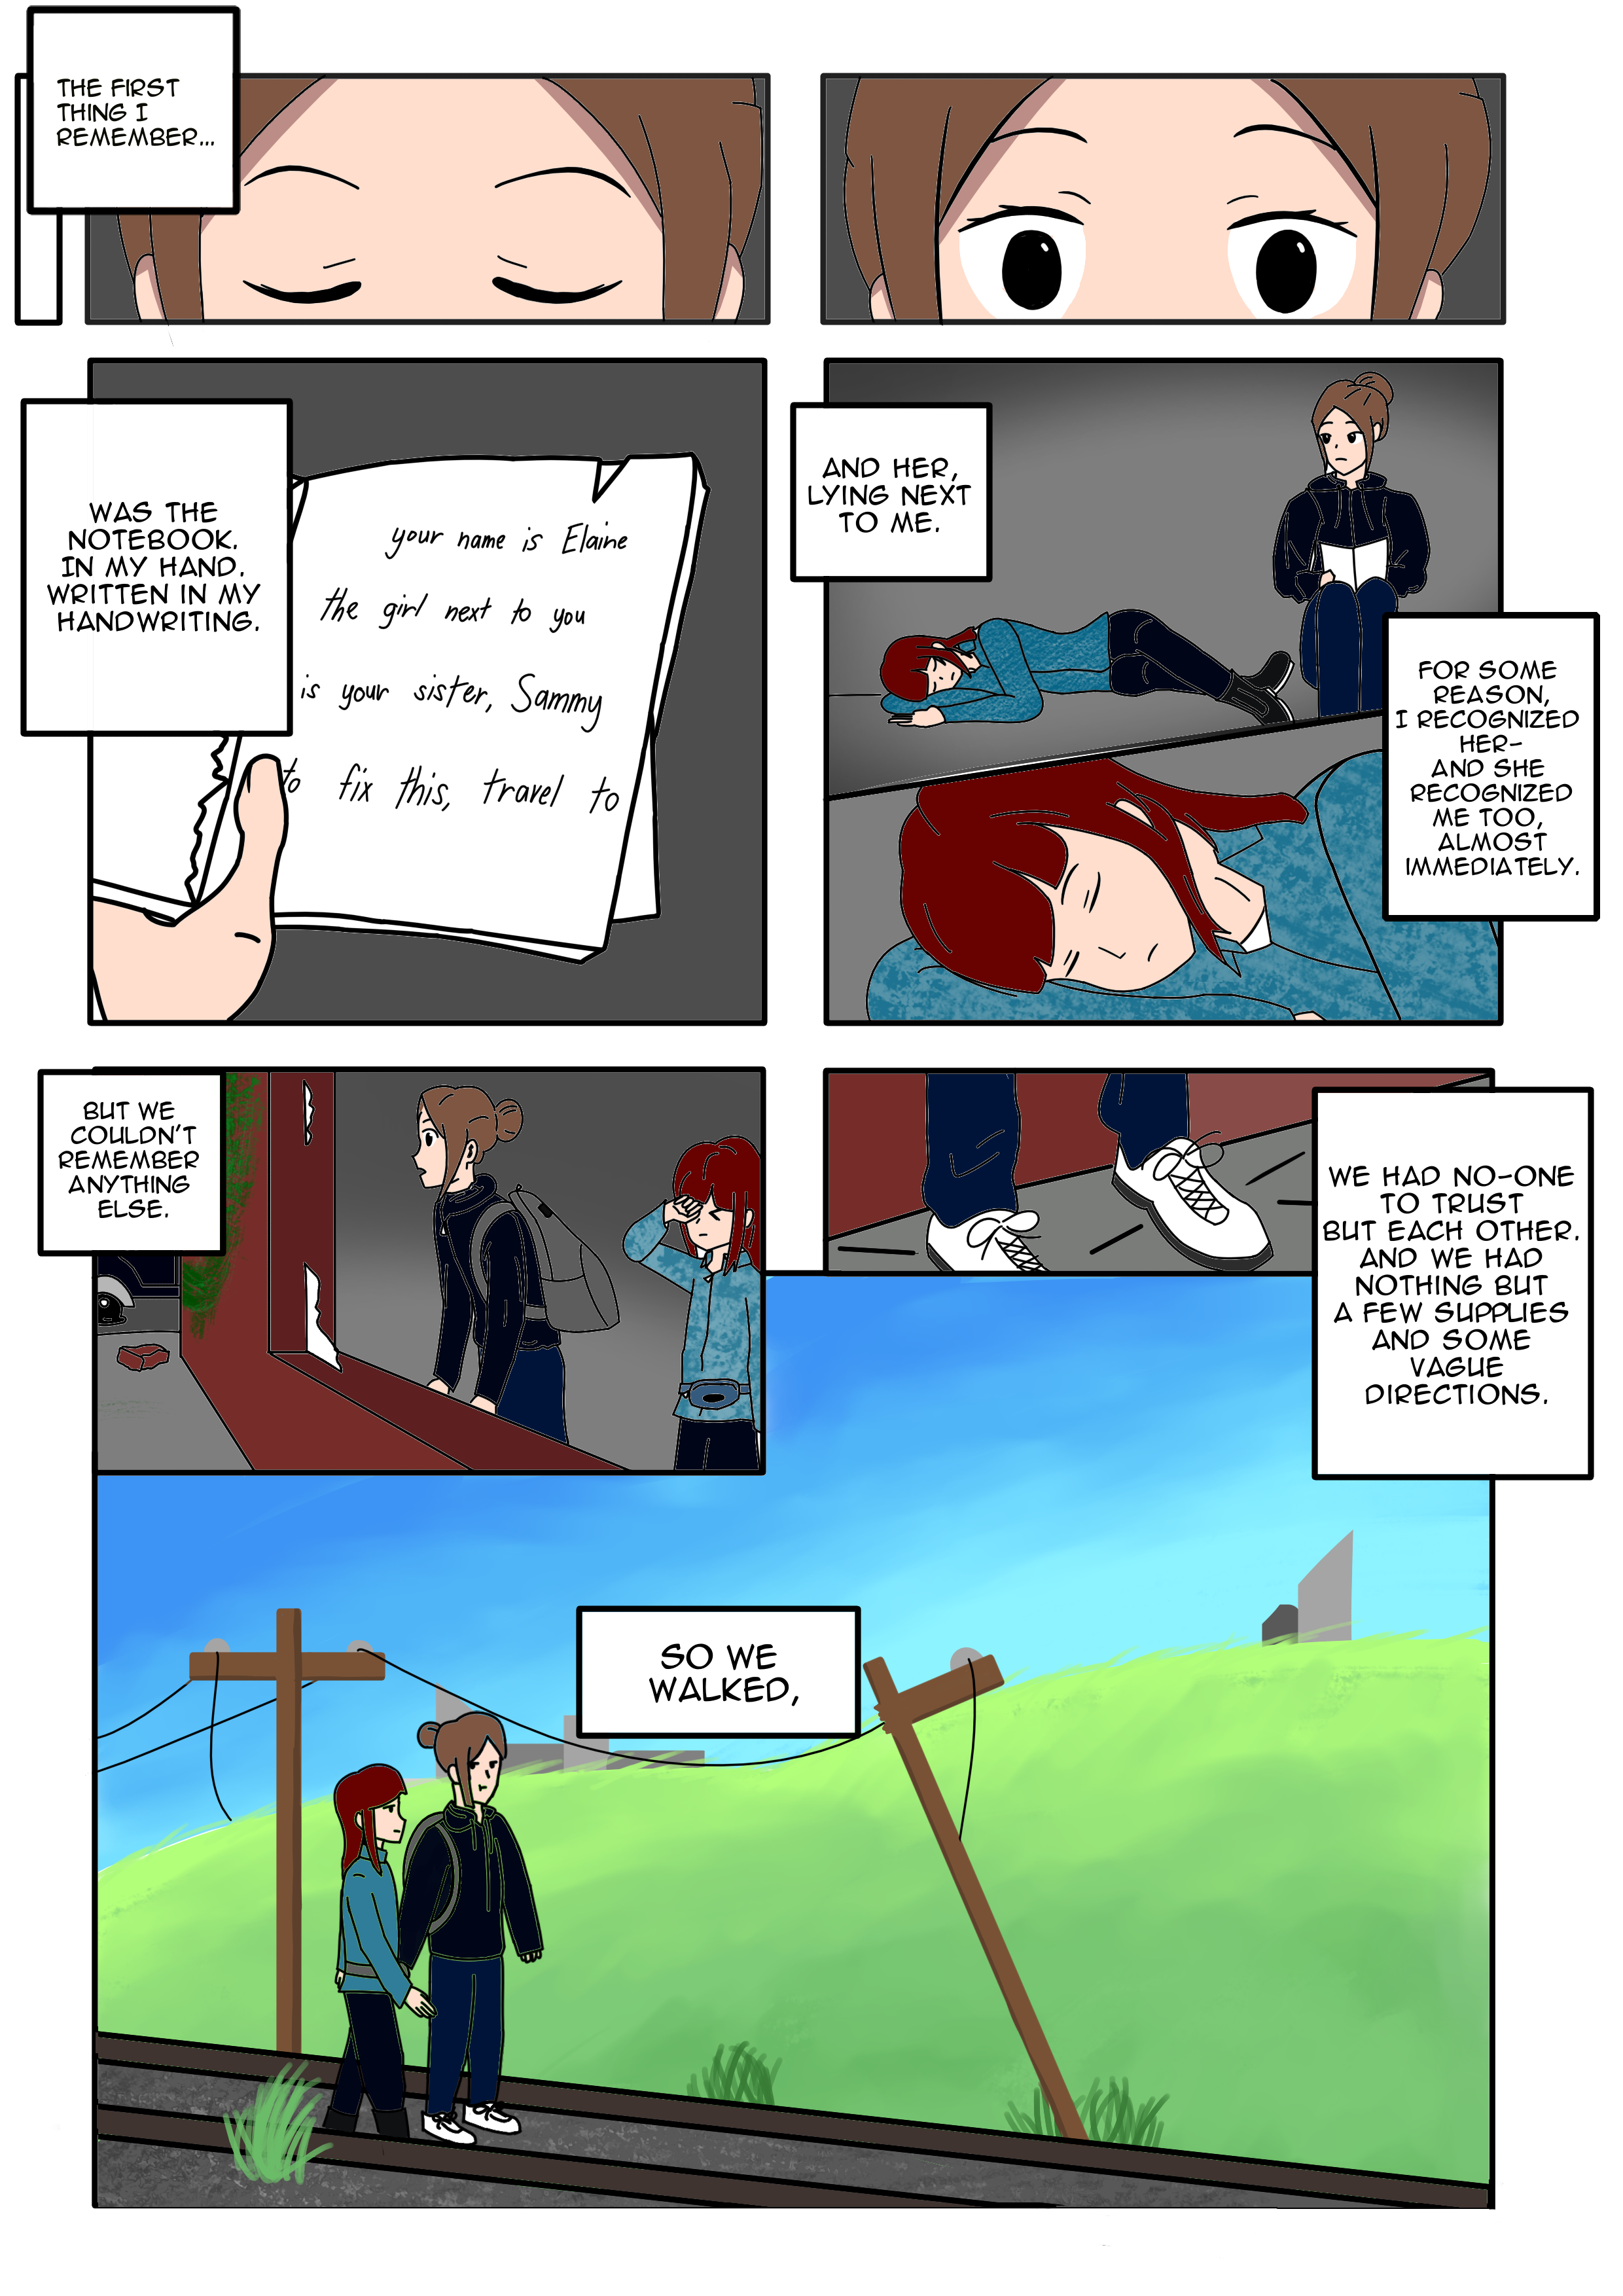 THE FIRST
THING I
REMEMBER...
WAS THE
NOTEBOOK.
IN MY HAND.
WRITTEN IN MY
HANDWRITING.
your name is Elaine
the girl next to you
is your sister, Sammy
to fix this, travel to
AND HER,
LYING NEXT
TO ME.
FOR SOME
REASON,
I RECOGNIZED
HER-
AND SHE
RECOGNIZED
ME TOO,
ALMOST
IMMEDIATELY.
BUT WE
COULDN'T
REMEMBER
ANYTHING
ELSE.
WE HAD NO-ONE
TO TRUST
BUT EACH OTHER.
AND WE HAD
NOTHING BUT
A FEW SUPPLIES
AND SOME
VAGUE
DIRECTIONS.
SO WE
WALKED,